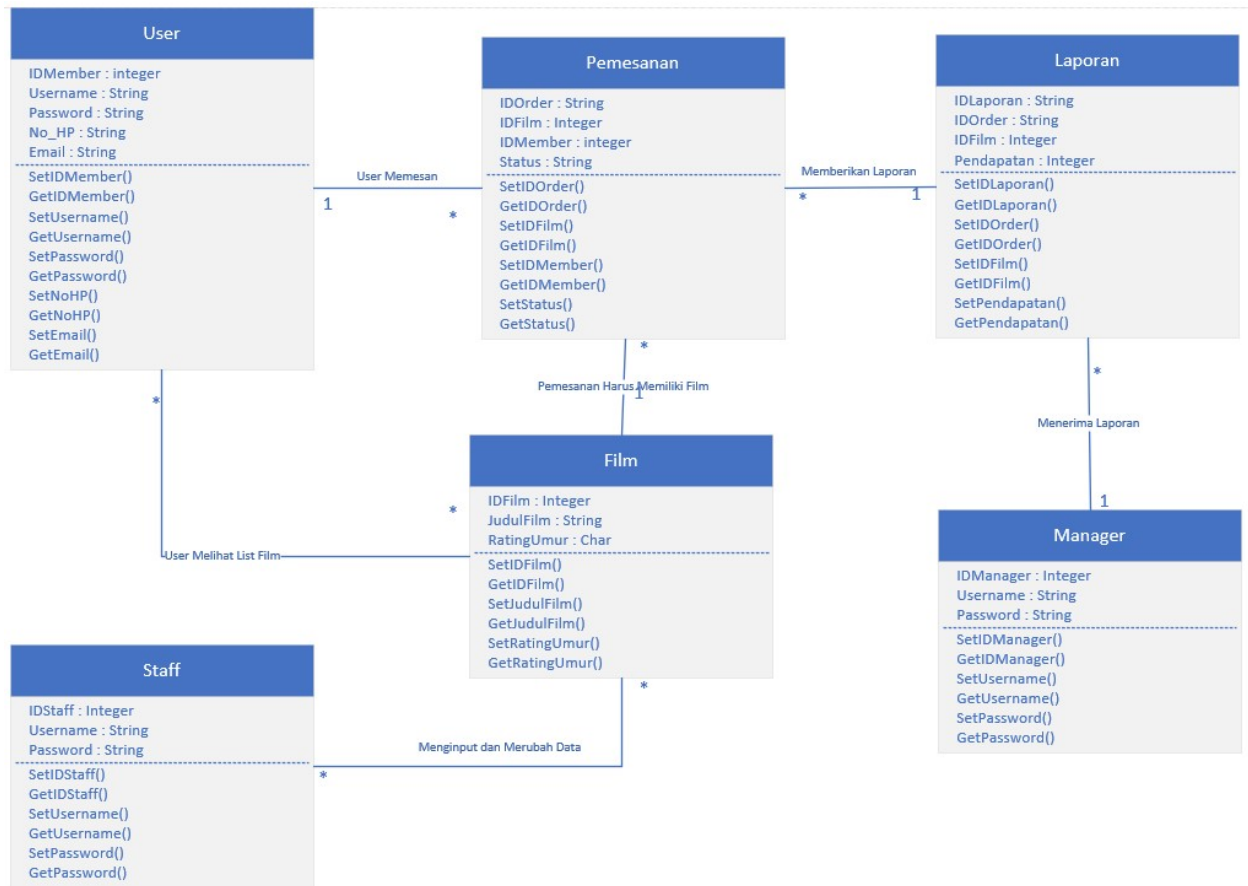 User
IDMember : integer
Username : String
Password : String
No_HP : String
Email : String
SetIDMember()
GetIDMember()
SetUsername()
GetUsername()
SetPassword()
GetPassword()
SetNoHP()
GetNoHP()
SetEmail()
GetEmail()
User Memesan
1
*
Pemesanan
IDOrder : String
IDFilm : Integer
IDMember : integer
Status : String
SetIDOrder()
GetIDOrder()
SetIDFilm()
GetIDFilm()
SetIDMember()
GetIDMember()
SetStatus()
GetStatus()
Memberikan Laporan
*
1
Laporan
IDLaporan : String
IDOrder : String
IDFilm : Integer
Pendapatan : Integer
SetIDLaporan()
GetIDLaporan()
SetIDOrder()
GetIDOrder()
SetIDFilm()
GetIDFilm()
SetPendapatan()
GetPendapatan()
*
Pemesanan Harus Memiliki Film
1
*
Menerima Laporan
1
*
*
User Melihat List Film
Film
IDFilm : Integer
JudulFilm : String
RatingUmur : Char
SetIDFilm()
GetIDFilm()
SetJudulFilm()
GetJudulFilm()
SetRatingUmur()
GetRatingUmur()
*
Menginput dan Merubah Data
*
Manager
IDManager : Integer
Username : String
Password : String
SetIDManager()
GetIDManager()
SetUsername()
GetUsername()
SetPassword()
GetPassword()
Staff
IDStaff : Integer
Username : String
Password : String
SetIDStaff()
GetIDStaff()
SetUsername()
GetUsername()
SetPassword()
GetPassword()